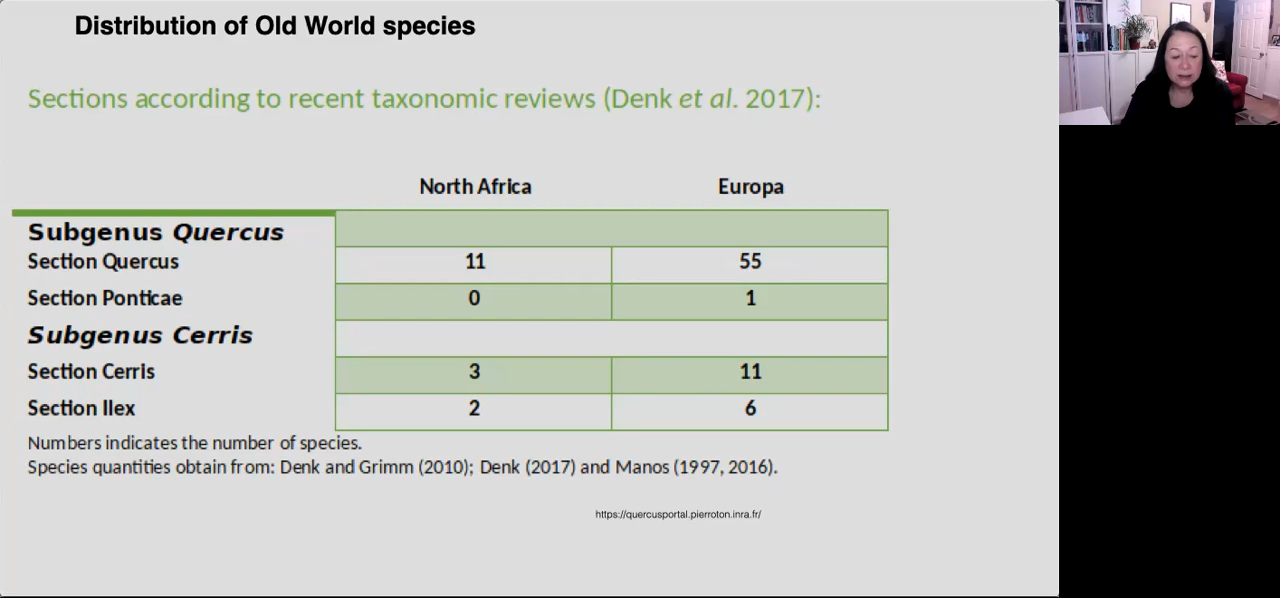 Distribution of Old World species
Sections according to recent taxonomic reviews (Denk et al. 2017):
North Africa Europa
Subgenus Quercus
Section Quercus 11 55
Section Ponticae 0 1
Subgenus Cerris
Section Cerris 3 11
Section Ilex 2 6
Numbers indicates the number of species.
Species quantities obtain from: Denk and Grimm (2010); Denk (2017) and Manos (1997, 2016).
https://quercusportal.pierroton.inra.fr/